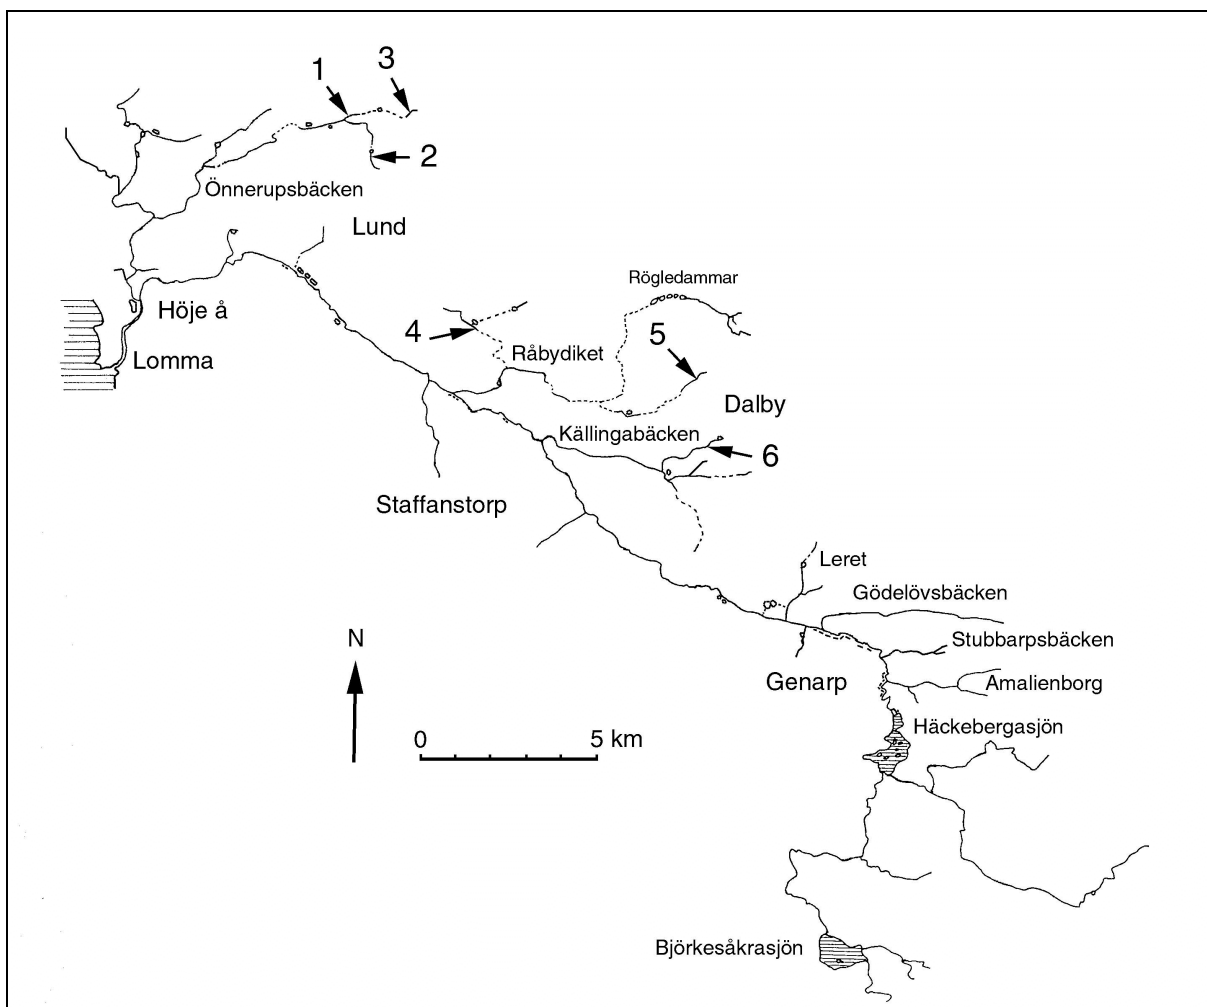 1
3
2
Önnerupsbäcken
Lund
Rögledammar
Höje å
4
5
Råbydiket
Lomma
Dalby
Källingabäcken
6
Staffanstorp
Leret
Gödelövsbäcken
N
Stubbarpsbäcken
Genarp
Amalienborg
Häckebergasjön
0
5 km
Björkesåkrasjön